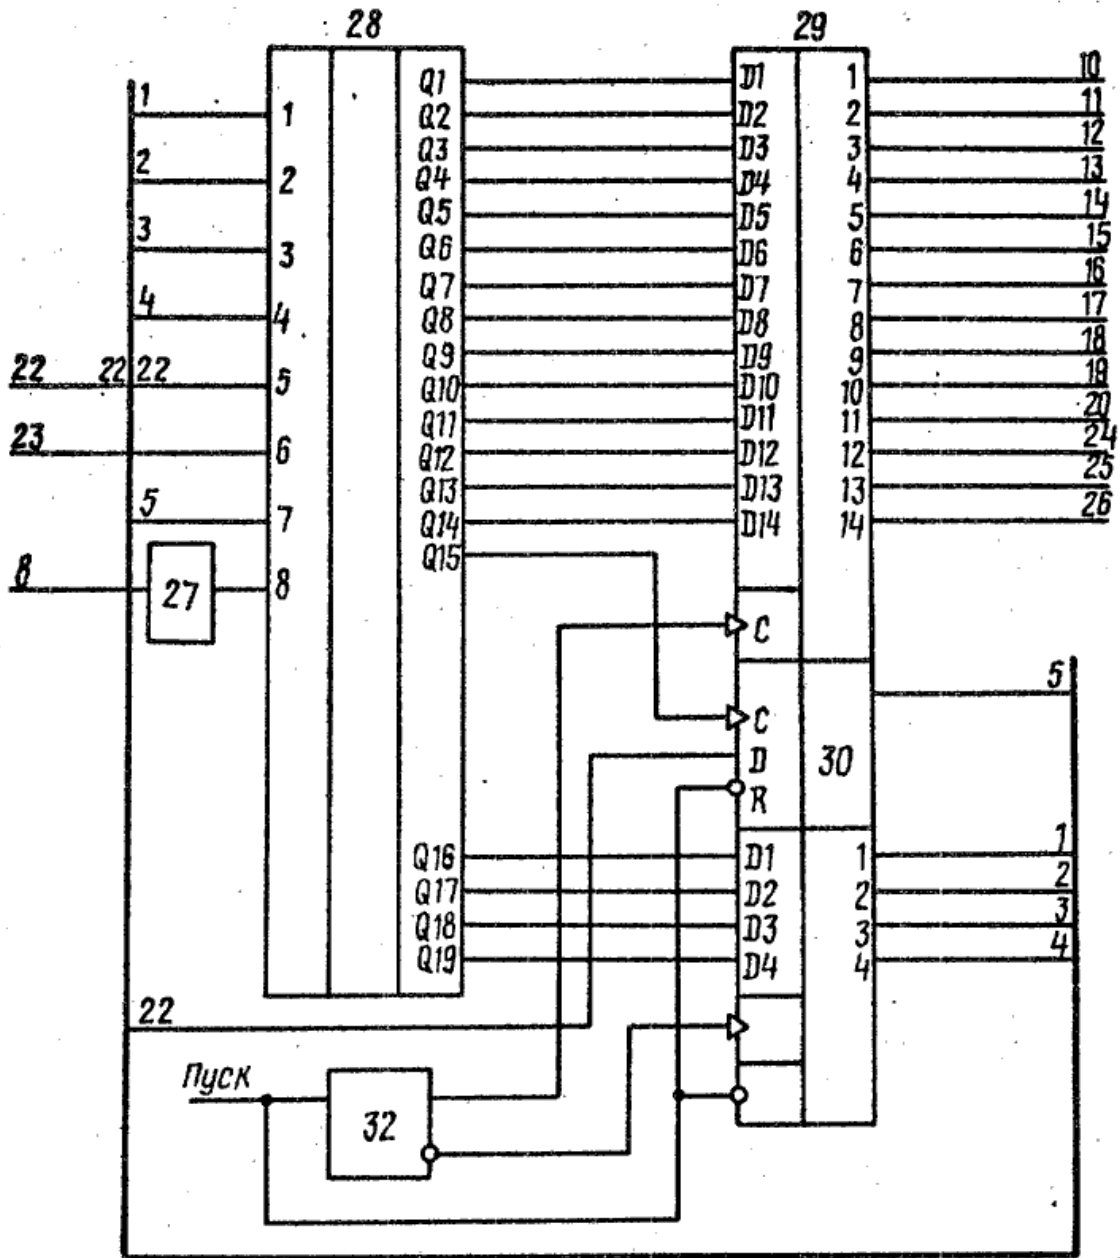 28
29
1
1
Q1
D1
1
10
Q2
D2
2
11
2
2
Q3
D3
3
12
Q4
D4
4
13
3
3
Q5
D5
5
14
Q6
D6
6
15
4
4
Q7
D7
7
16
Q8
D8
8
17
22
22
22
5
Q9
D9
9
18
Q10
D10
10
19
23
6
Q11
D11
11
20
Q12
D12
12
24
5
7
Q13
D13
13
25
Q14
D14
14
26
Q15
8
27
8
C
5
C
D
30
R
Q16
D1
1
1
Q17
D2
2
2
Q18
D3
3
3
Q19
D4
4
4
22
Пуск
32